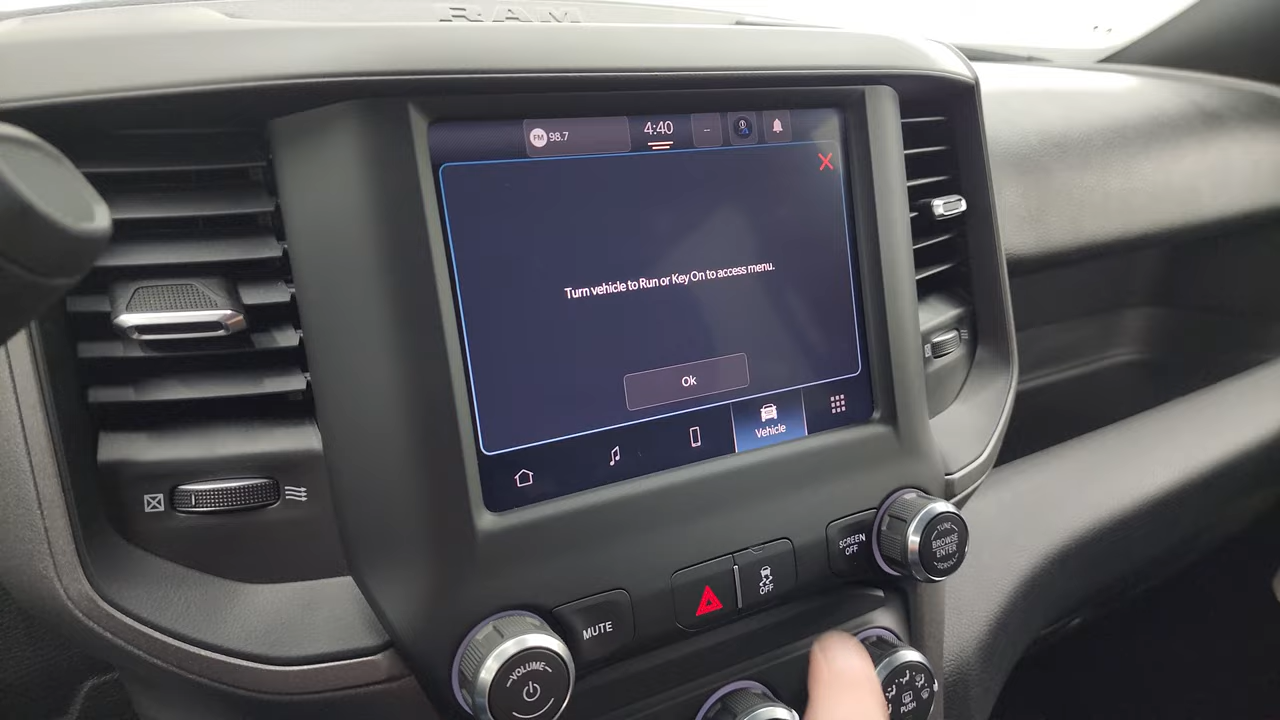 RAM
FM 98.7
4:40
--
Turn vehicle to Run or Key On to access menu.
Ok
Vehicle
SCREEN
OFF
TUNE
BROWSE
ENTER
SCROLL
OFF
MUTE
VOLUME
PUSH